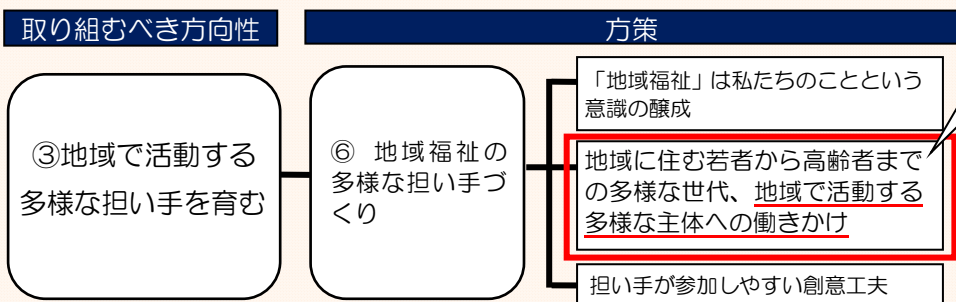 取り組むべき方向性
方策
③地域で活動する
多様な担い手を育む
⑥ 地域福祉の
多様な担い手づ
くり
「地域福祉」は私たちのことという
意識の醸成
地域に住む若者から高齢者まで
の多様な世代、地域で活動する
多様な主体への働きかけ
担い手が参加しやすい創意工夫